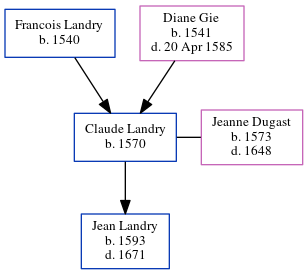 Francois Landry
b. 1540
Diane Gie
b. 1541
d. 20 Apr 1585
Claude Landry
b. 1570
Jeanne Dugast
b. 1573
d. 1648
Jean Landry
b. 1593
d. 1671